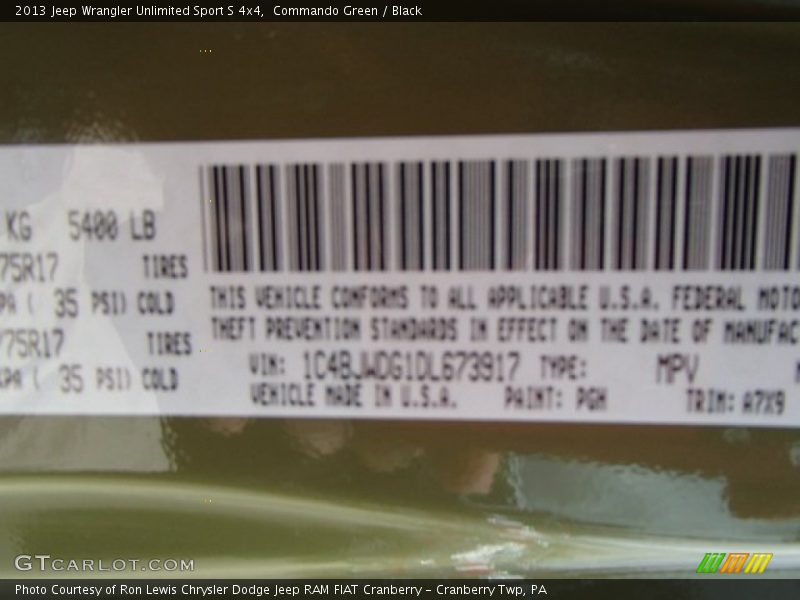 2013 Jeep Wrangler Unlimited Sport S 4x4,  Commando Green / Black
KG 5400 LB
75R17 TIRES
KPA ( 35 PSI) COLD
/75R17 TIRES
KPA ( 35 PSI) COLD
THIS VEHICLE CONFORMS TO ALL APPLICABLE U.S.A. FEDERAL MOTO
THEFT PREVENTION STANDARDS IN EFFECT ON THE DATE OF MANUFAC
VIN: 1C4BJWDG1DL673917 TYPE: MPV
VEHICLE MADE IN U.S.A. PAINT: PGH TRIM: A7X9
GTCARLOT.COM
Photo Courtesy of Ron Lewis Chrysler Dodge Jeep RAM FIAT Cranberry – Cranberry Twp, PA